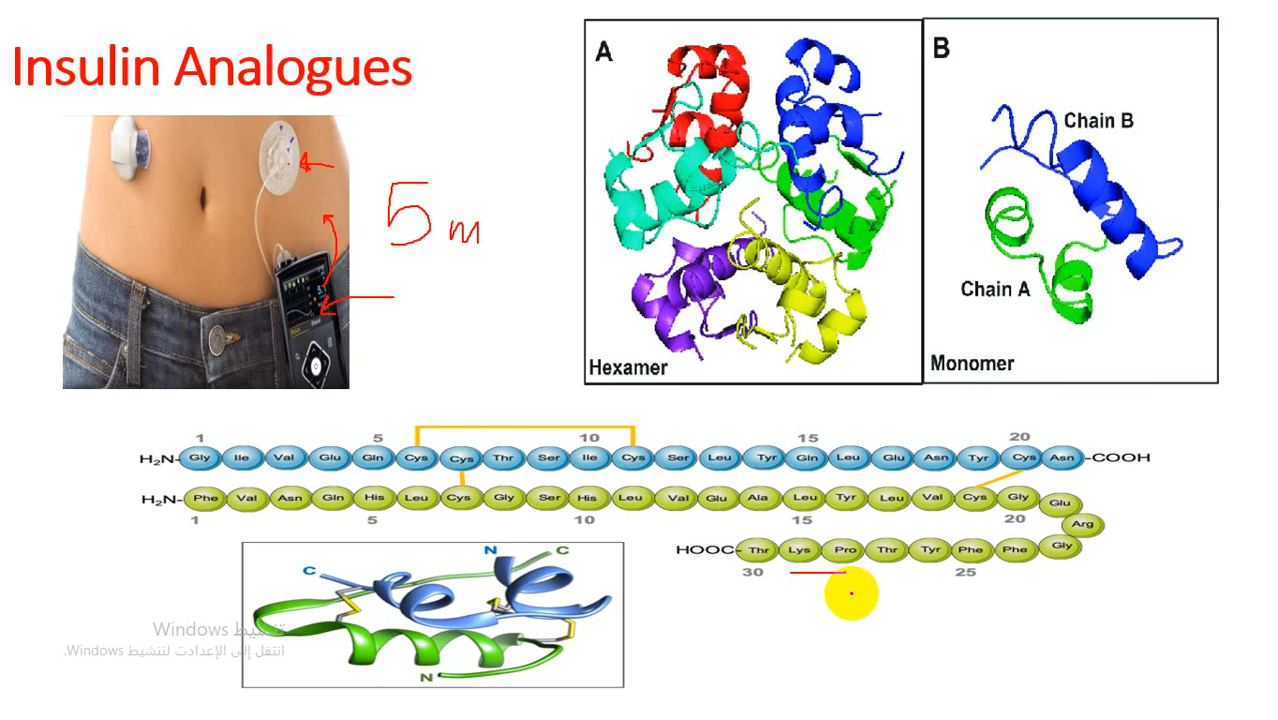 Insulin Analogues
5 m
5.1
A
Hexamer
B
Chain B
Chain A
Monomer
1 5 10 15 20
H₂N- Gly Ile Val Glu Gln Cys Cys Thr Ser Ile Cys Ser Leu Tyr Gln Leu Glu Asn Tyr Cys Asn -COOH
H₂N- Phe Val Asn Gln His Leu Cys Gly Ser His Leu Val Glu Ala Leu Tyr Leu Val Cys Gly Glu
1 5 10 15 20
Arg
HOOC- Thr Lys Pro Thr Tyr Phe Phe Gly
30 25
N C
C
N
تنشيط Windows
انتقل إلى الإعدادت لتنشيط Windows.